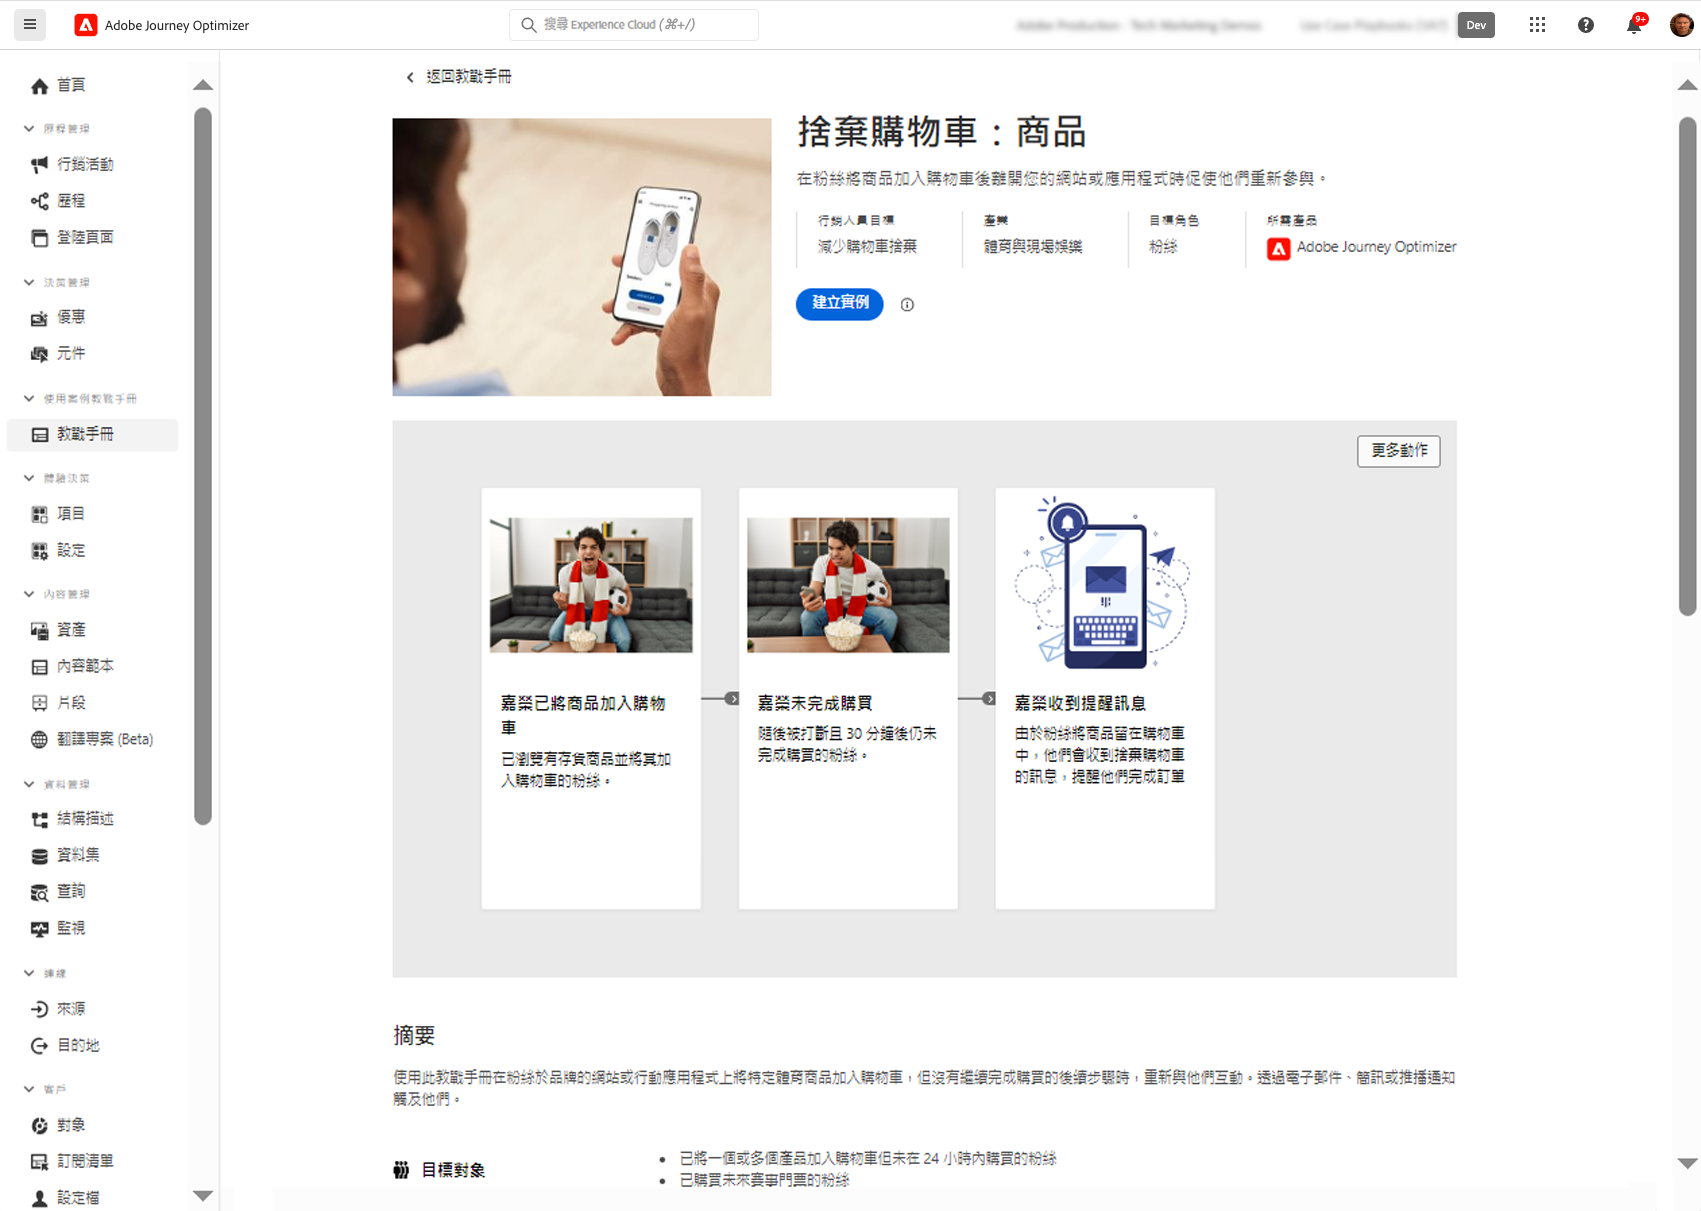 Adobe Journey Optimizer
搜尋 Experience Cloud (⌘+/)
Dev
9+
首頁
歷程管理
行銷活動
歷程
登陸頁面
決策管理
優惠
元件
使用案例教戰手冊
教戰手冊
體驗決策
項目
設定
內容管理
資產
內容範本
片段
翻譯專案 (Beta)
資料管理
結構描述
資料集
查詢
監視
連線
來源
目的地
客戶
對象
訂閱清單
設定檔
返回教戰手冊
捨棄購物車：商品
在粉絲將商品加入購物車後離開您的網站或應用程式時促使他們重新參與。
行銷人員目標
減少購物車捨棄
產業
體育與現場娛樂
目標角色
粉絲
所需產品
Adobe Journey Optimizer
建立實例
更多動作
嘉榮已將商品加入購物
車
已瀏覽有存貨商品並將其加
入購物車的粉絲。
嘉榮未完成購買
隨後被打斷且 30 分鐘後仍未
完成購買的粉絲。
嘉榮收到提醒訊息
由於粉絲將商品留在購物車
中，他們會收到捨棄購物車
的訊息，提醒他們完成訂單
摘要
使用此教戰手冊在粉絲於品牌的網站或行動應用程式上將特定體育商品加入購物車，但沒有繼續完成購買的後續步驟時，重新與他們互動。透過電子郵件、簡訊或推播通知
觸及他們。
目標對象
已將一個或多個產品加入購物車但未在 24 小時內購買的粉絲
已購買未來賽事門票的粉絲